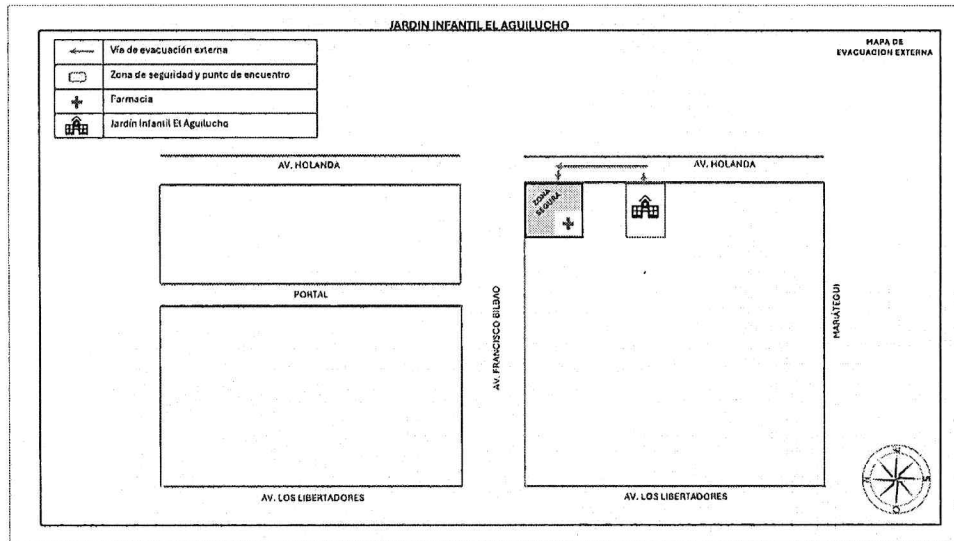 JARDIN INFANTIL EL AGUILUCHO
MAPA DE
EVACUACION EXTERNA
Vía de evacuación externa
Zona de seguridad y punto de encuentro
Farmacia
Jardín Infantil El Aguilucho
AV. HOLANDA
AV. HOLANDA
ZONA
SEGURA
PORTAL
AV. FRANCISCO BILBAO
MARIÁTEGUI
AV. LOS LIBERTADORES
AV. LOS LIBERTADORES
N
S
O